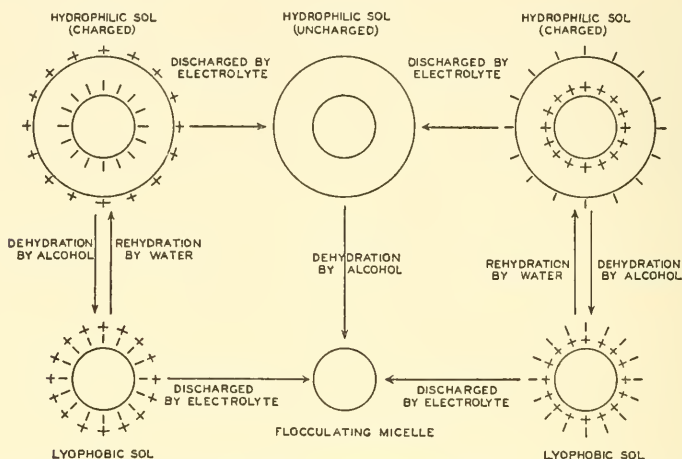 HYDROPHILIC SOL
(CHARGED)
HYDROPHILIC SOL
(UNCHARGED)
HYDROPHILIC SOL
(CHARGED)
DISCHARGED BY
ELECTROLYTE
DISCHARGED BY
ELECTROLYTE
DEHYDRATION
BY ALCOHOL
REHYDRATION
BY WATER
DEHYDRATION
BY ALCOHOL
REHYDRATION
BY WATER
DEHYDRATION
BY ALCOHOL
DISCHARGED
BY ELECTROLYTE
DISCHARGED
BY ELECTROLYTE
FLOCCULATING MICELLE
LYOPHOBIC SOL
LYOPHOBIC SOL